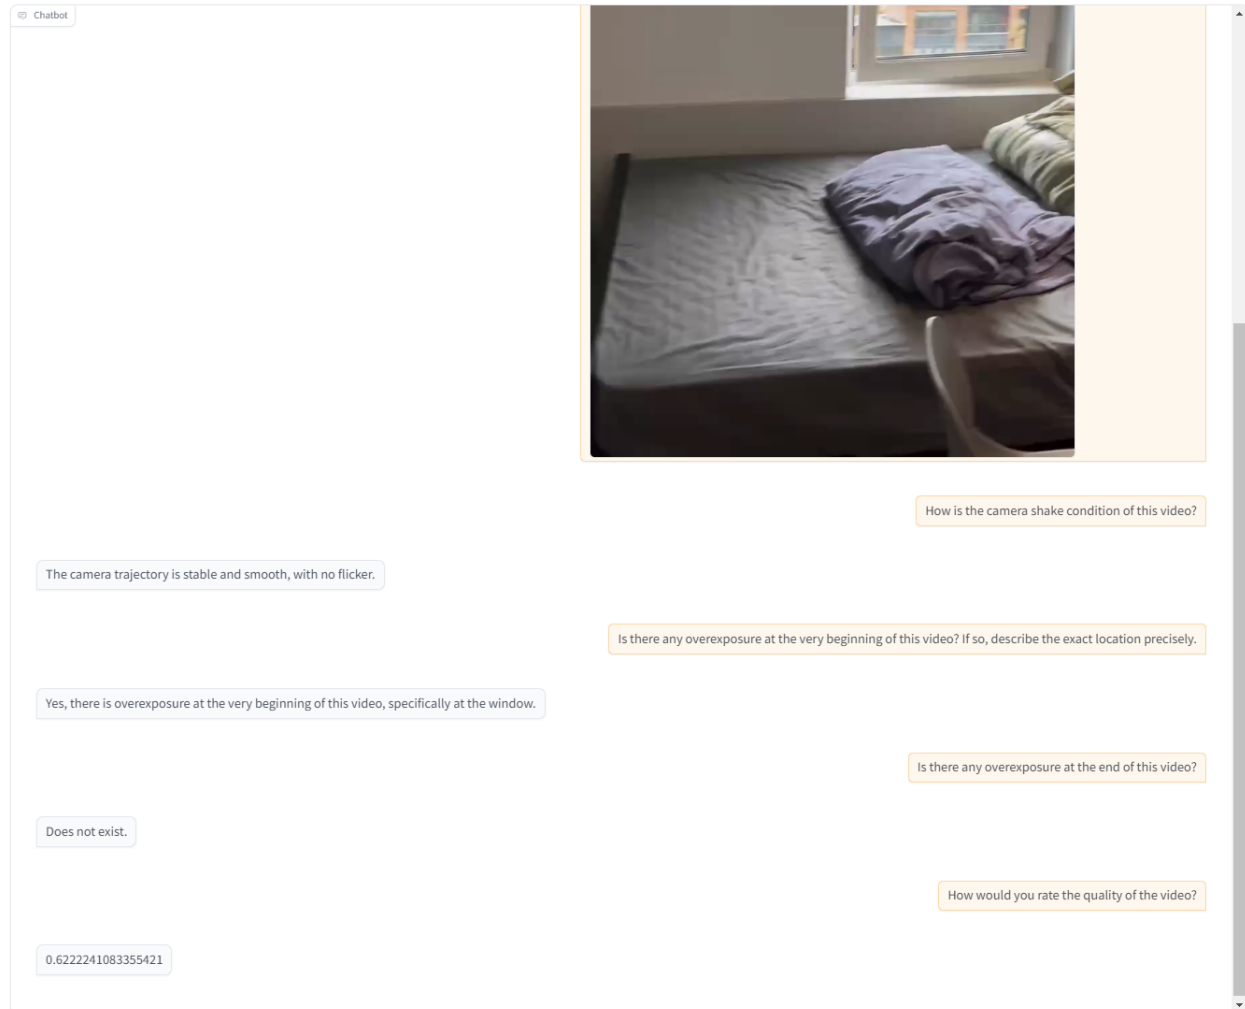 Chatbot
How is the camera shake condition of this video?
The camera trajectory is stable and smooth, with no flicker.
Is there any overexposure at the very beginning of this video? If so, describe the exact location precisely.
Yes, there is overexposure at the very beginning of this video, specifically at the window.
Is there any overexposure at the end of this video?
Does not exist.
How would you rate the quality of the video?
0.6222241083355421